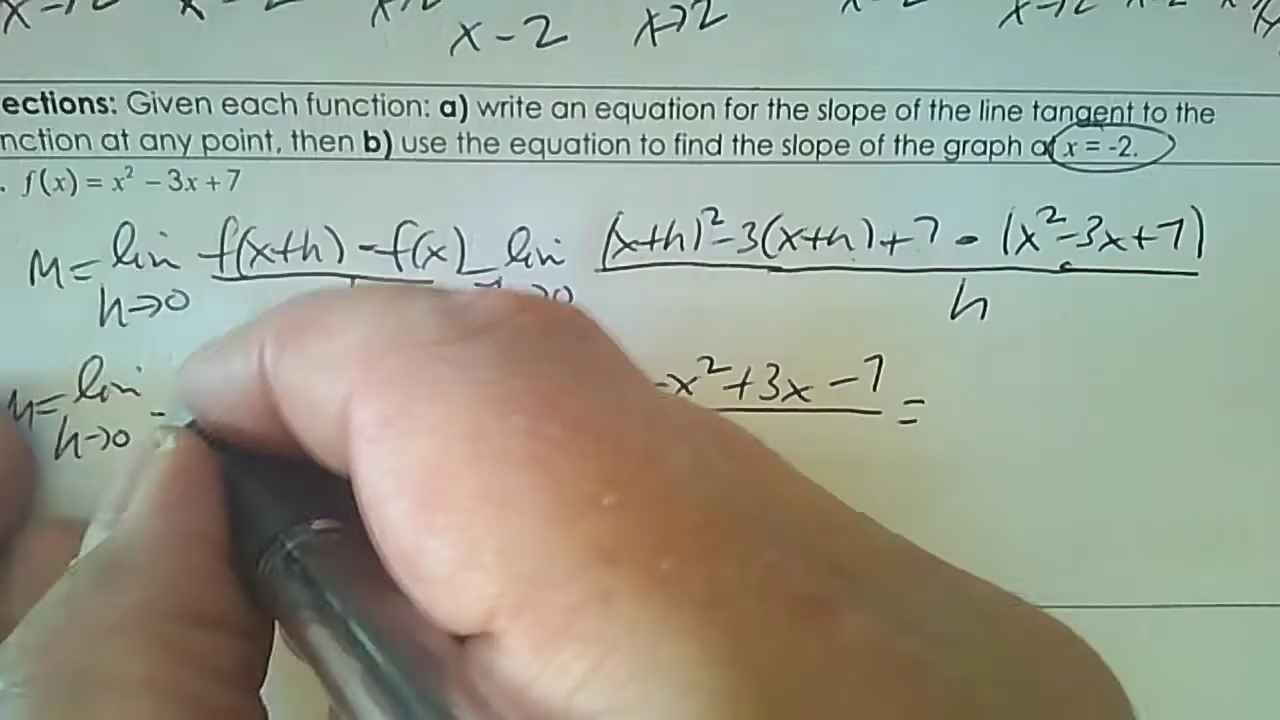 x - 2 x→2
ections: Given each function: a) write an equation for the slope of the line tangent to the
nction at any point, then b) use the equation to find the slope of the graph a x = -2.
. f(x) = x² - 3x + 7
M = lim f(x+h) - f(x) lim (x+h)² - 3(x+h) + 7 - (x² - 3x + 7)
h→0 h
M = lim -x² + 3x - 7 =
h→0